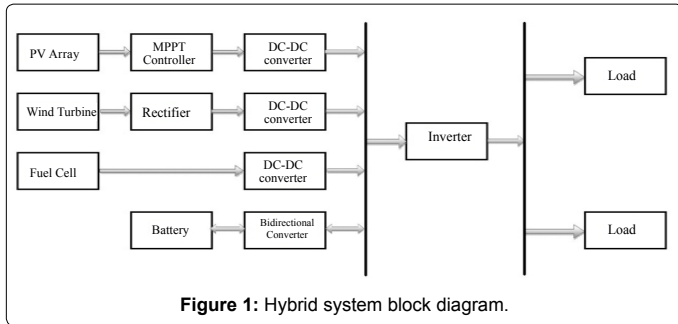 PV Array
MPPT
Controller
DC-DC
converter
Wind Turbine
Rectifier
DC-DC
converter
Fuel Cell
DC-DC
converter
Battery
Bidirectional
Converter
Inverter
Load
Load
Figure 1: Hybrid system block diagram.